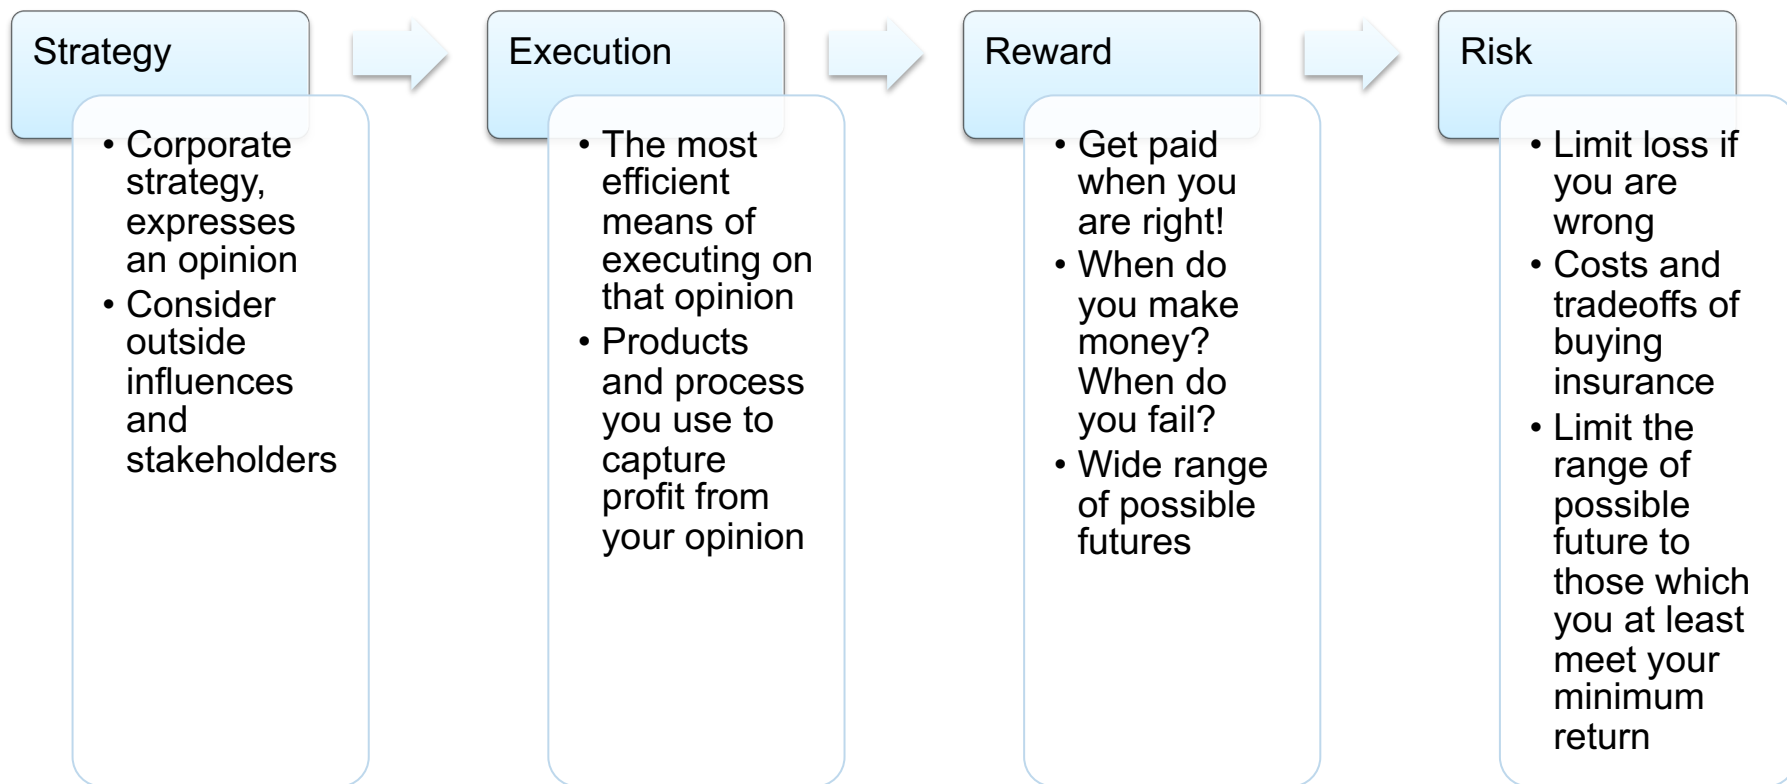 Strategy
• Corporate
strategy,
expresses
an opinion
• Consider
outside
influences
and
stakeholders
Execution
• The most
efficient
means of
executing on
that opinion
• Products
and process
you use to
capture
profit from
your opinion
Reward
• Get paid
when you
are right!
• When do
you make
money?
When do
you fail?
• Wide range
of possible
futures
Risk
• Limit loss if
you are
wrong
• Costs and
tradeoffs of
buying
insurance
• Limit the
range of
possible
future to
those which
you at least
meet your
minimum
return